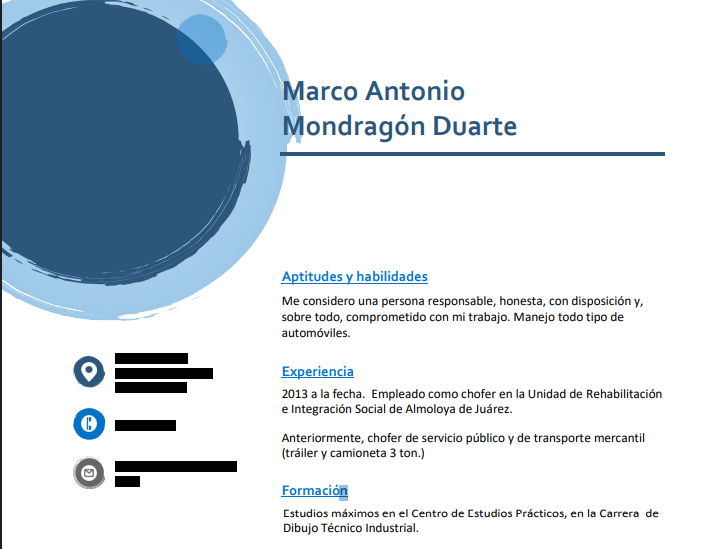 Marco Antonio
Mondragón Duarte
Aptitudes y habilidades
Me considero una persona responsable, honesta, con disposición y,
sobre todo, comprometido con mi trabajo. Manejo todo tipo de
automóviles.
Experiencia
2013 a la fecha.  Empleado como chofer en la Unidad de Rehabilitación
e Integración Social de Almoloya de Juárez.
Anteriormente, chofer de servicio público y de transporte mercantil
(tráiler y camioneta 3 ton.)
Formación
Estudios máximos en el Centro de Estudios Prácticos, en la Carrera  de
Dibujo Técnico Industrial.